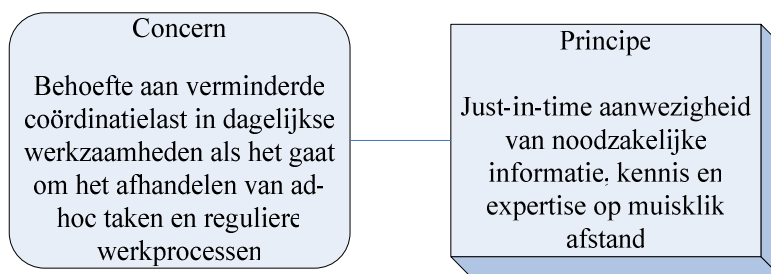 Concern
Behoefte aan verminderde
coördinatielast in dagelijkse
werkzaamheden als het gaat
om het afhandelen van ad-
hoc taken en reguliere
werkprocessen
Principe
Just-in-time aanwezigheid
van noodzakelijke
informatie, kennis en
expertise op muisklik
afstand